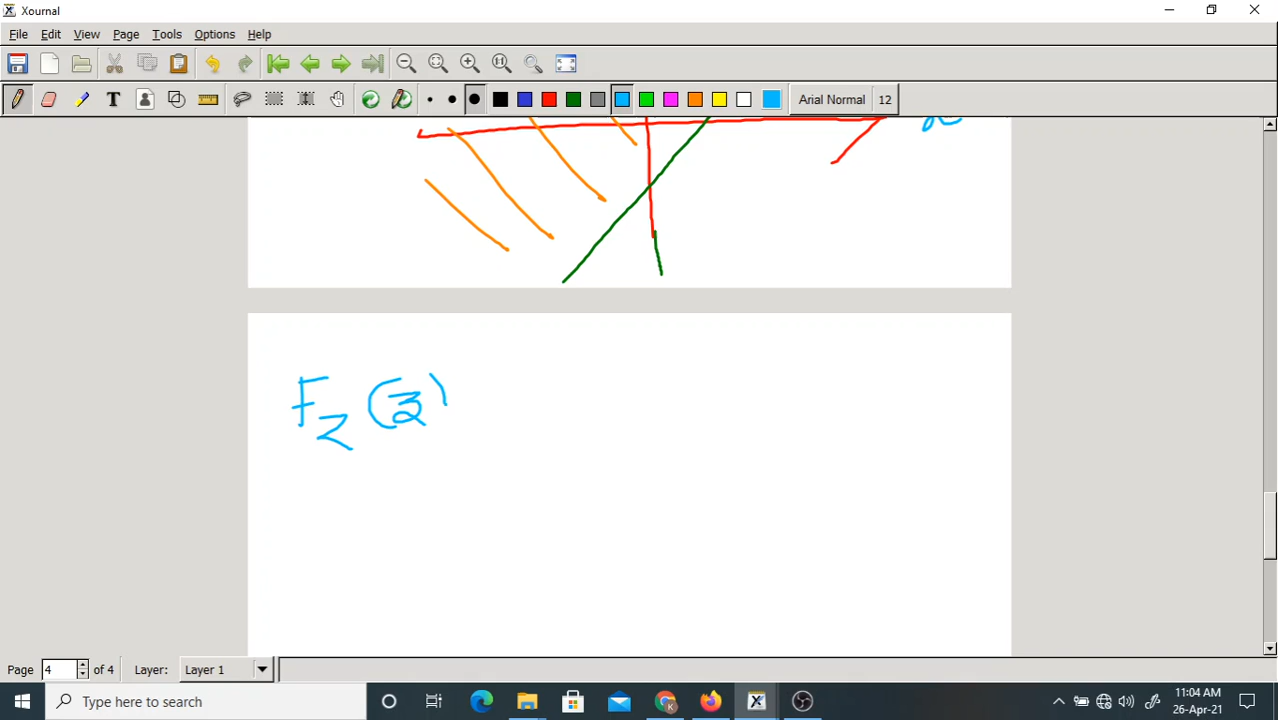 Xournal
File Edit View Page Tools Options Help
Arial Normal 12
x
F_Z (z)
Page 4 of 4 Layer: Layer 1
Type here to search
11:04 AM
26-Apr-21